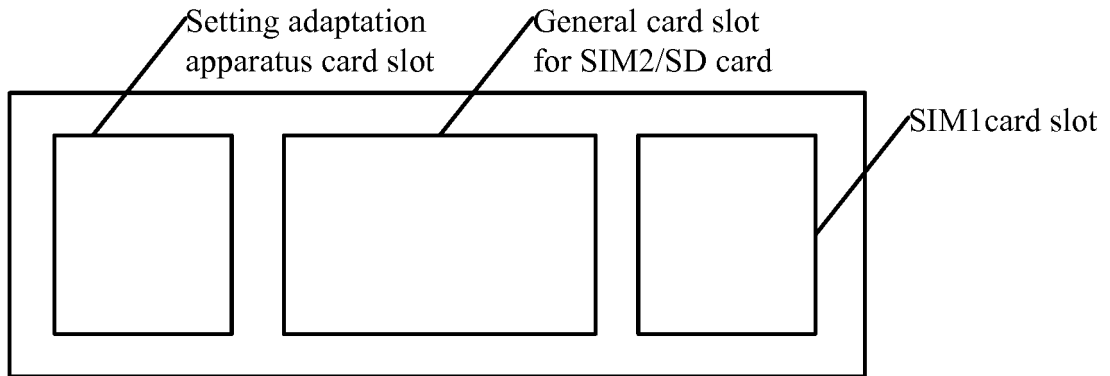 Setting adaptation
apparatus card slot
General card slot
for SIM2/SD card
SIM1card slot